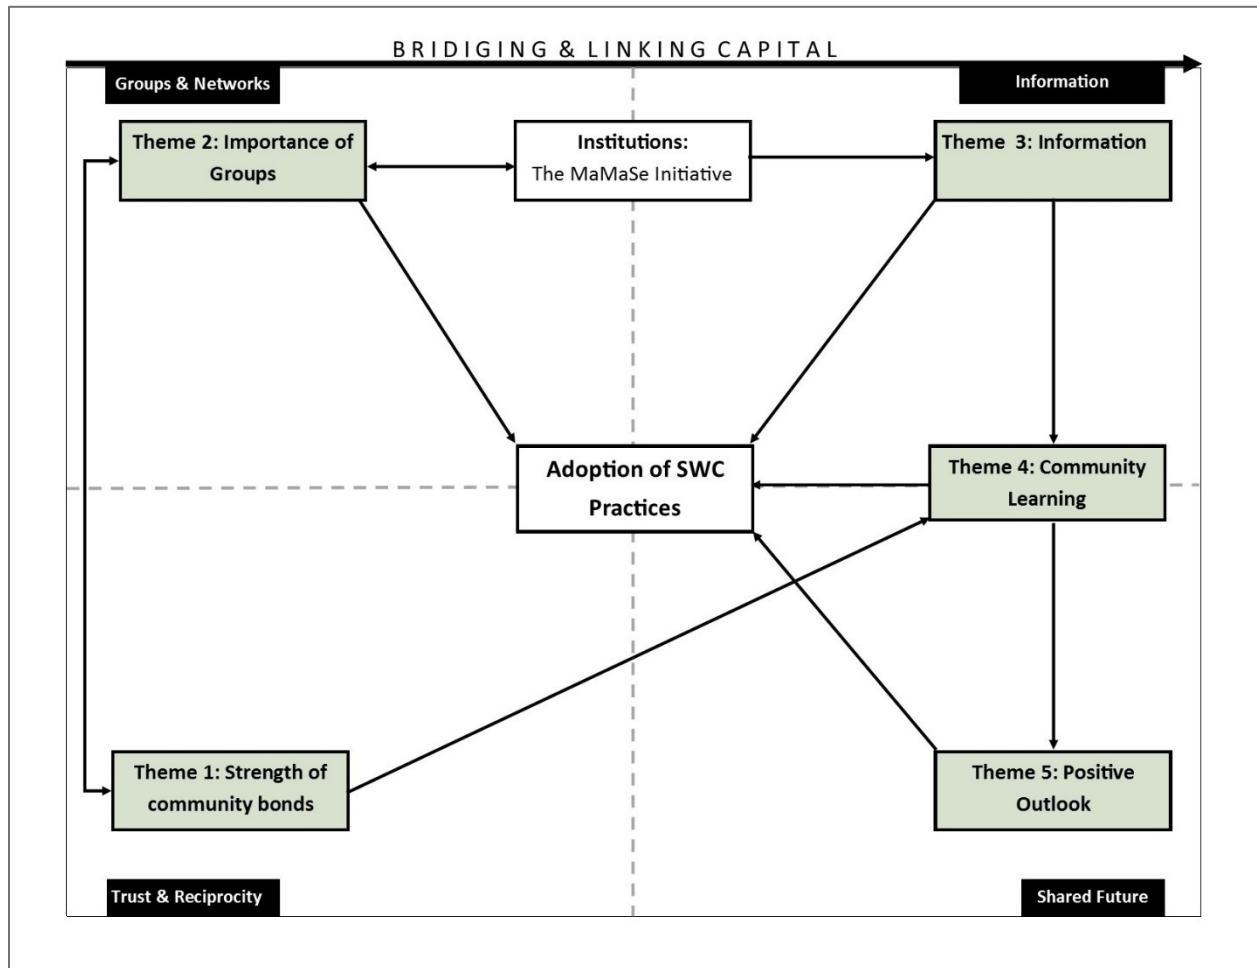 BRIDIGING & LINKING CAPITAL
Groups & Networks
Information
Theme 2: Importance of
Groups
Institutions:
The MaMaSe Initiative
Theme 3: Information
Adoption of SWC
Practices
Theme 4: Community
Learning
Theme 1: Strength of
community bonds
Theme 5: Positive
Outlook
Trust & Reciprocity
Shared Future